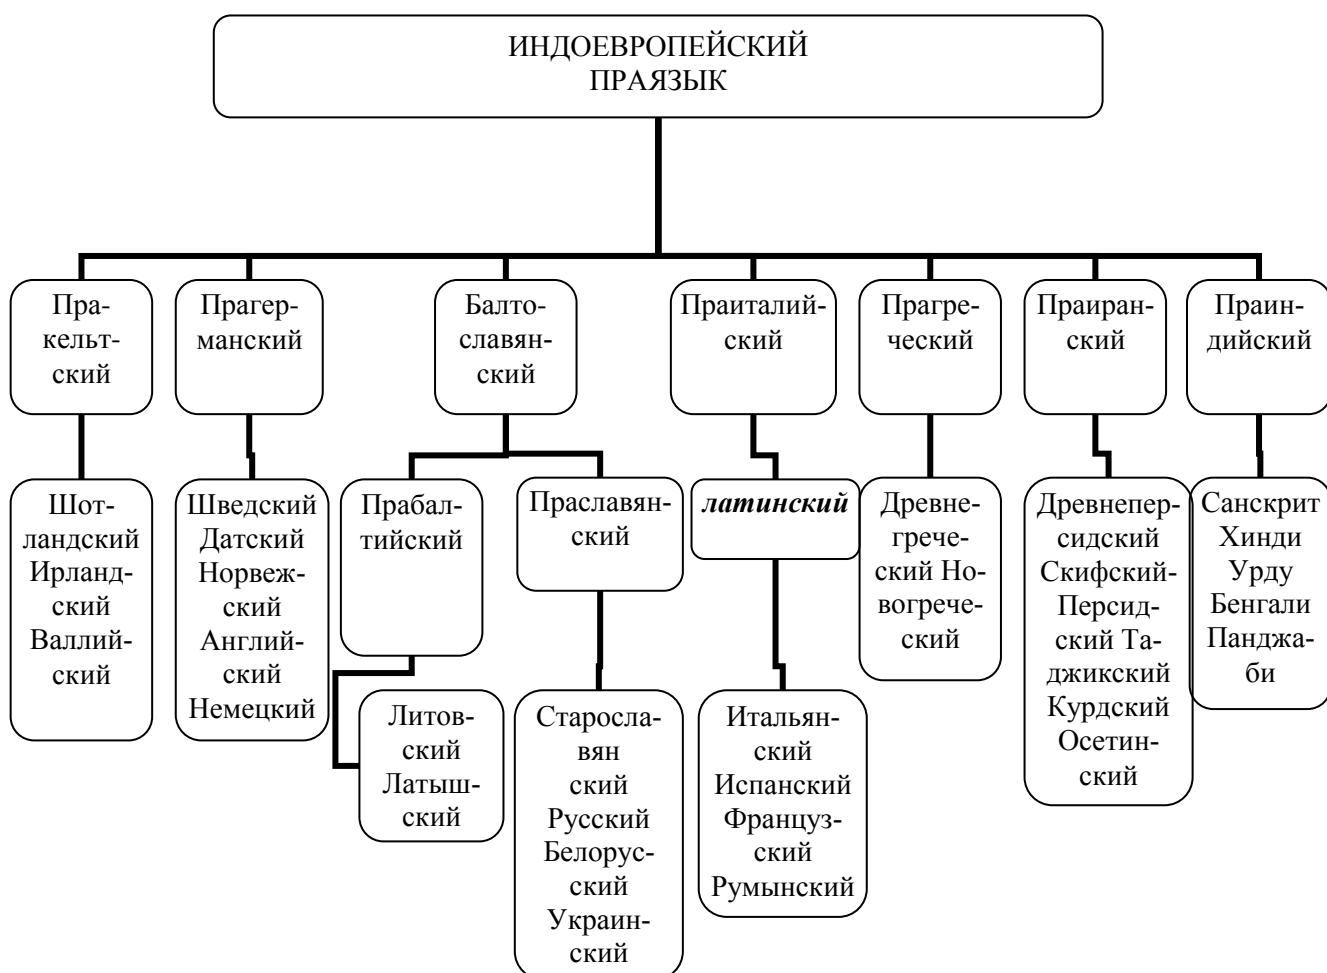 ИНДОЕВРОПЕЙСКИЙ
ПРАЯЗЫК
Пра-
кельт-
ский
Прагер-
манский
Балто-
славян-
ский
Праиталий-
ский
Прагре-
ческий
Праиран-
ский
Праин-
дийский
Шот-
ландский
Ирланд-
ский
Валлий-
ский
Шведский
Датский
Норвеж-
ский
Англий-
ский
Немецкий
Прабал-
тийский
Праславян-
ский
латинский
Древне-
грече-
ский Но-
вогрече-
ский
Древнепер-
сидский
Скифский-
Персид-
ский Та-
джикский
Курдский
Осетин-
ский
Санскрит
Хинди
Урду
Бенгали
Панджа-
би
Литов-
ский
Латыш-
ский
Старосла-
вян
ский
Русский
Белорус-
ский
Украин-
ский
Итальян-
ский
Испанский
Француз-
ский
Румынский